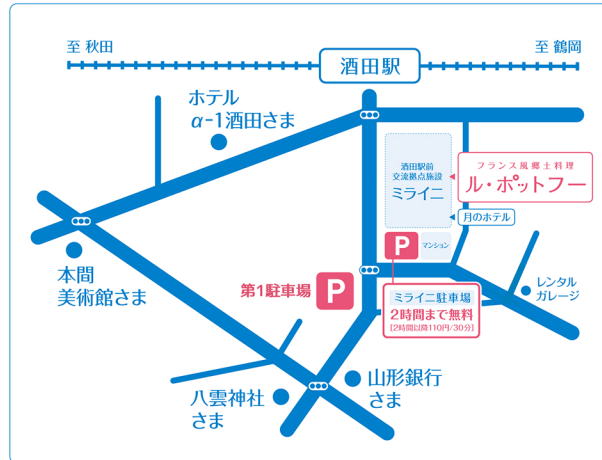 至 秋田
酒田駅
至 鶴岡
ホテル
α-1酒田さま
酒田駅前
交流拠点施設
ミライニ
フランス風郷土料理
ル・ポットフー
月のホテル
P
マンション
本間
美術館さま
第1駐車場
P
ミライニ駐車場
2時間まで無料
[2時間以降110円/30分]
レンタル
ガレージ
八雲神社
さま
山形銀行
さま